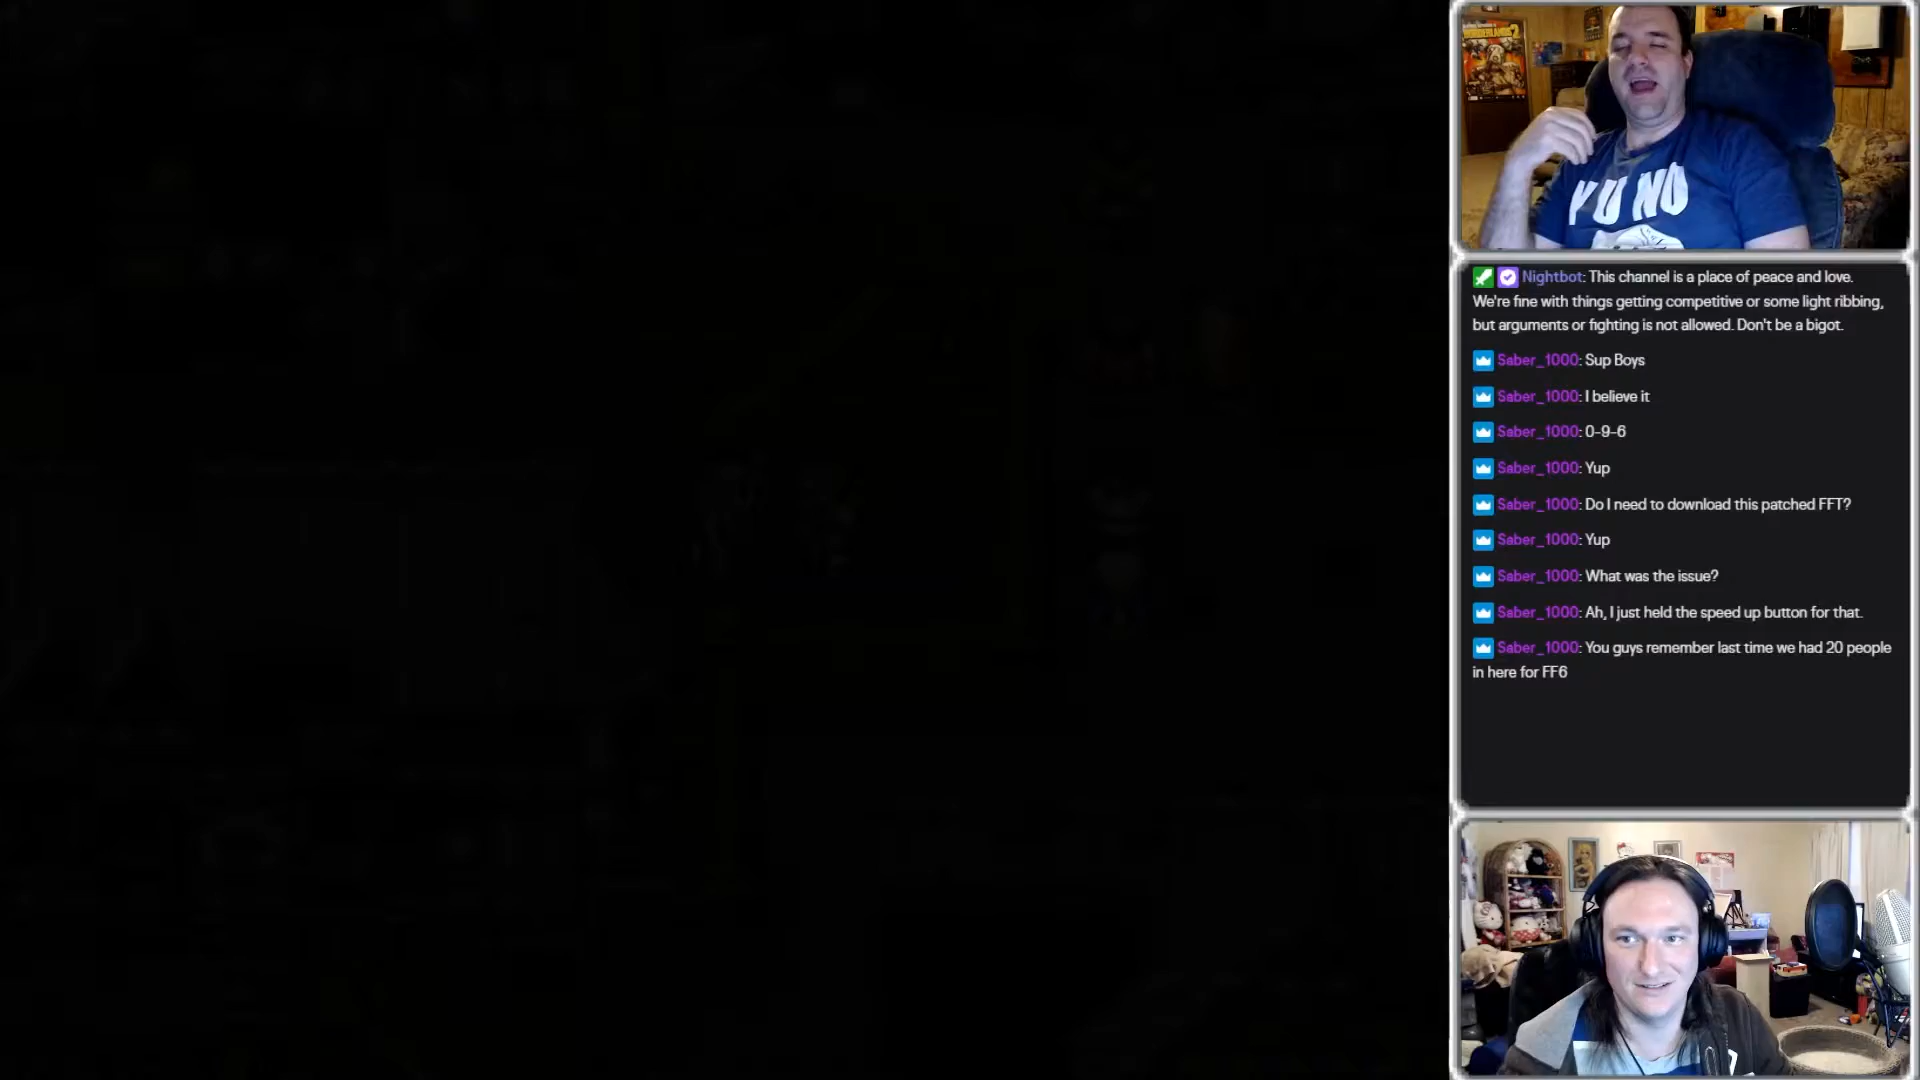 BORDERLANDS 2
Y U NO
Nightbot: This channel is a place of peace and love.
We're fine with things getting competitive or some light ribbing,
but arguments or fighting is not allowed. Don't be a bigot.
Saber_1000: Sup Boys
Saber_1000: I believe it
Saber_1000: 0-9-6
Saber_1000: Yup
Saber_1000: Do I need to download this patched FFT?
Saber_1000: Yup
Saber_1000: What was the issue?
Saber_1000: Ah, I just held the speed up button for that.
Saber_1000: You guys remember last time we had 20 people
in here for FF6